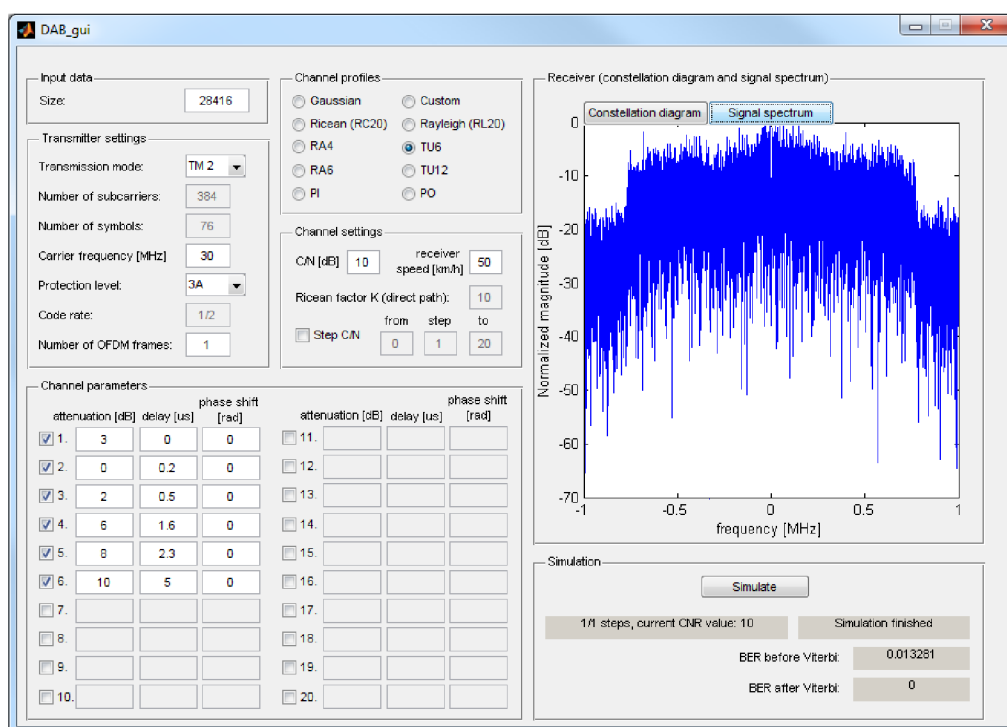 DAB_gui
Input data
Size: 28416
Transmitter settings
Transmission mode: TM 2
Number of subcarriers: 384
Number of symbols: 76
Carrier frequency [MHz] 30
Protection level: 3A
Code rate: 1/2
Number of OFDM frames: 1
Channel profiles
Gaussian Custom
Ricean (RC20) Rayleigh (RL20)
RA4 TU6
RA6 TU12
PI PO
Channel settings
C/N [dB] 10 receiver speed [km/h] 50
Ricean factor K (direct path): 10
from step to
Step C/N 0 1 20
Receiver (constellation diagram and signal spectrum)
Constellation diagram Signal spectrum
Normalized magnitude [dB]
0
-10
-20
-30
-40
-50
-60
-70
-1 -0.5 0 0.5 1
frequency [MHz]
Channel parameters
attenuation [dB] delay [us] phase shift [rad]
1. 3 0 0
2. 0 0.2 0
3. 2 0.5 0
4. 6 1.6 0
5. 8 2.3 0
6. 10 5 0
7.
8.
9.
10.
attenuation [dB] delay [us] phase shift [rad]
11.
12.
13.
14.
15.
16.
17.
18.
19.
20.
Simulation
Simulate
1/1 steps, current CNR value: 10 Simulation finished
BER before Viterbi: 0.013281
BER after Viterbi: 0